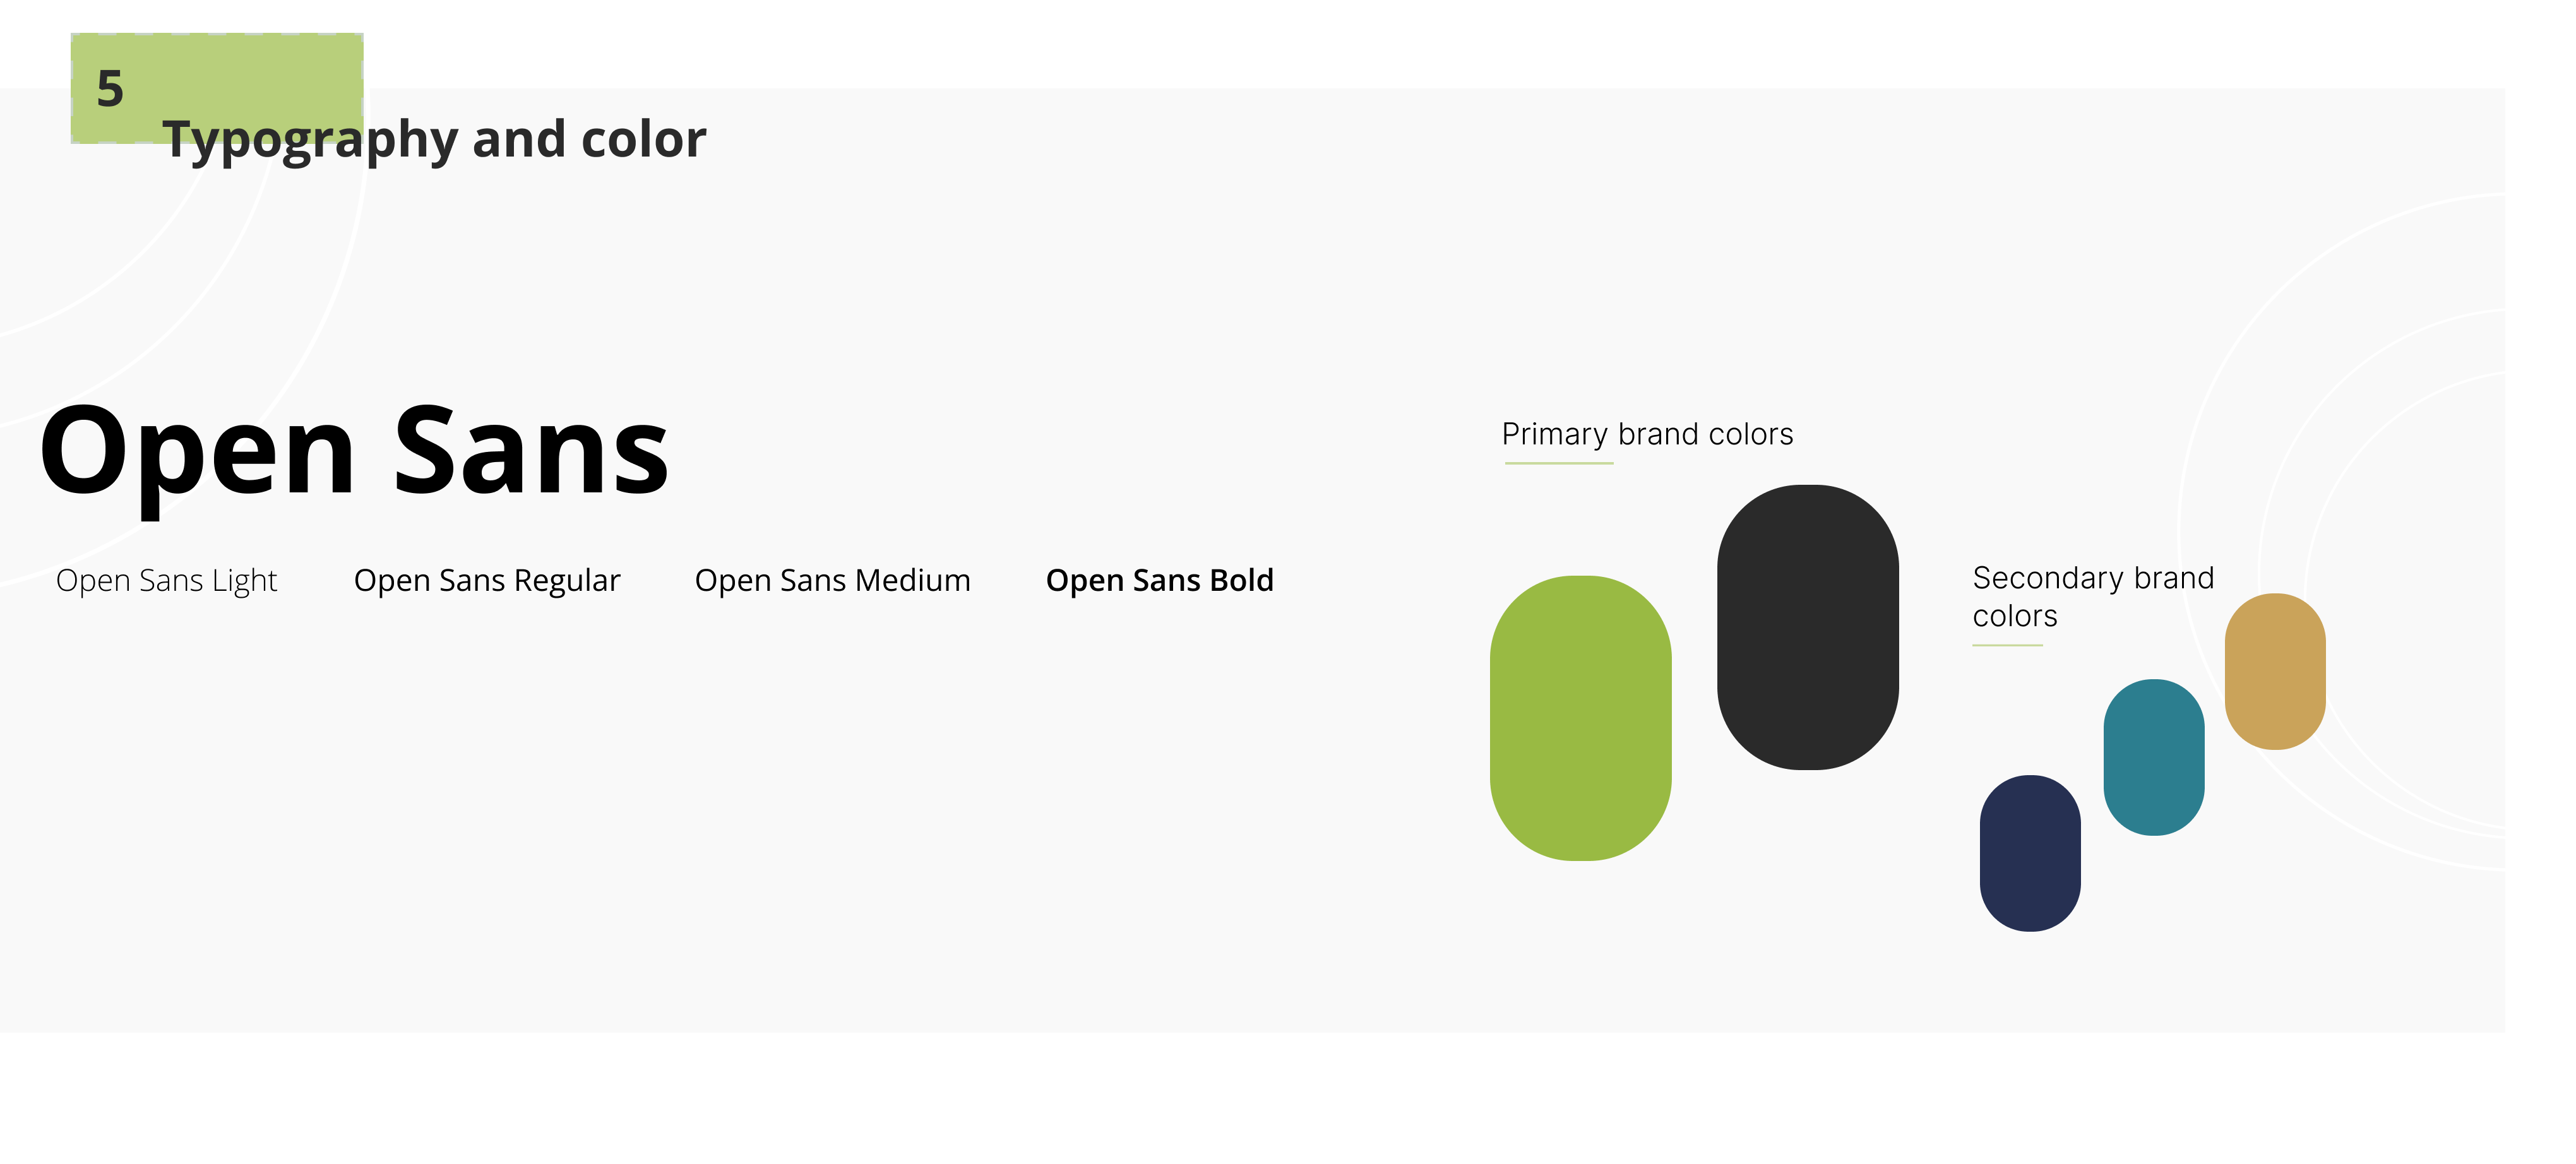 5
Typography and color
Open Sans
Open Sans Light
Open Sans Regular
Open Sans Medium
Open Sans Bold
Primary brand colors
Secondary brand
colors